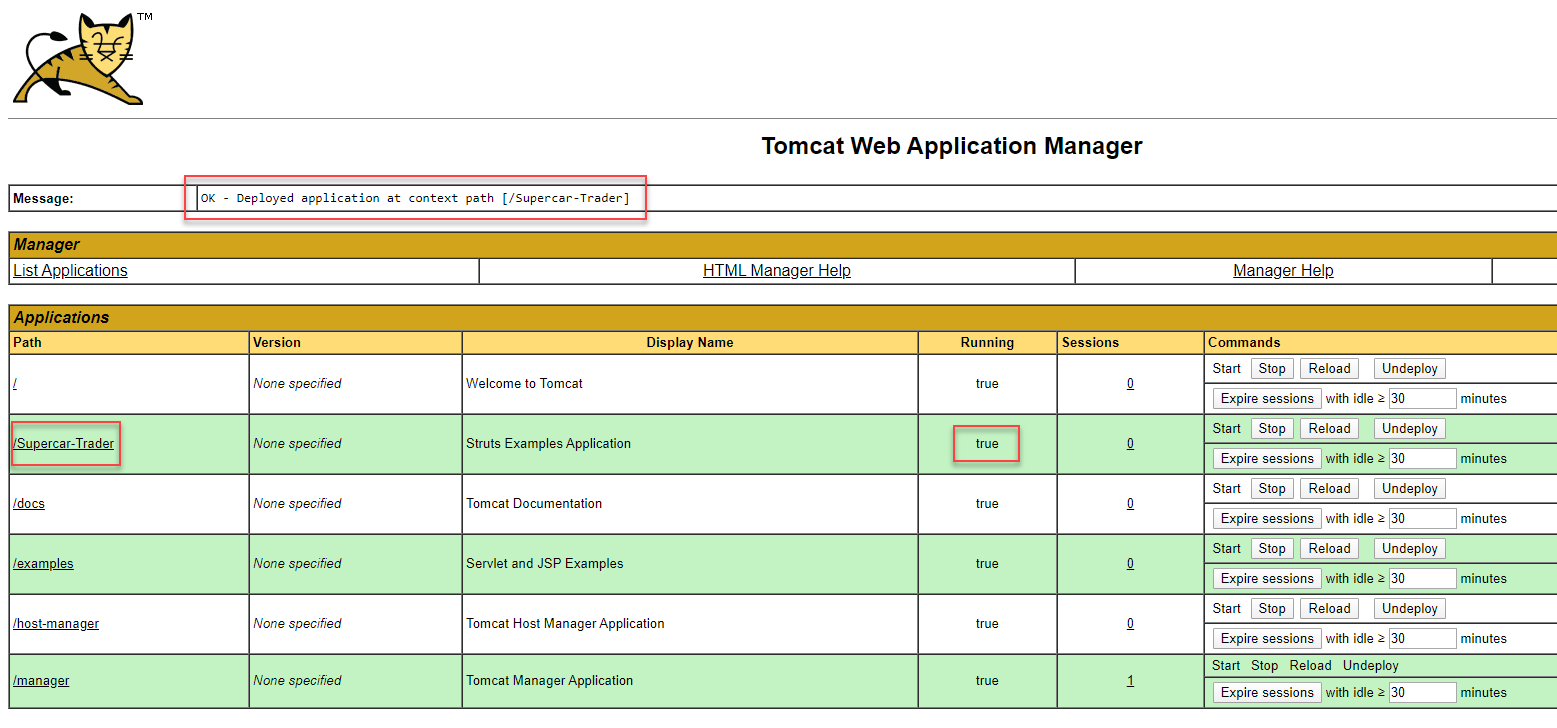 TM
Tomcat Web Application Manager
Message: OK - Deployed application at context path [/Supercar-Trader]
Manager
List Applications HTML Manager Help Manager Help
Applications
Path Version Display Name Running Sessions Commands
/ None specified Welcome to Tomcat true 0 Start Stop Reload Undeploy
Expire sessions with idle ≥ 30 minutes
/Supercar-Trader None specified Struts Examples Application true 0 Start Stop Reload Undeploy
Expire sessions with idle ≥ 30 minutes
/docs None specified Tomcat Documentation true 0 Start Stop Reload Undeploy
Expire sessions with idle ≥ 30 minutes
/examples None specified Servlet and JSP Examples true 0 Start Stop Reload Undeploy
Expire sessions with idle ≥ 30 minutes
/host-manager None specified Tomcat Host Manager Application true 0 Start Stop Reload Undeploy
Expire sessions with idle ≥ 30 minutes
/manager None specified Tomcat Manager Application true 1 Start Stop Reload Undeploy
Expire sessions with idle ≥ 30 minutes